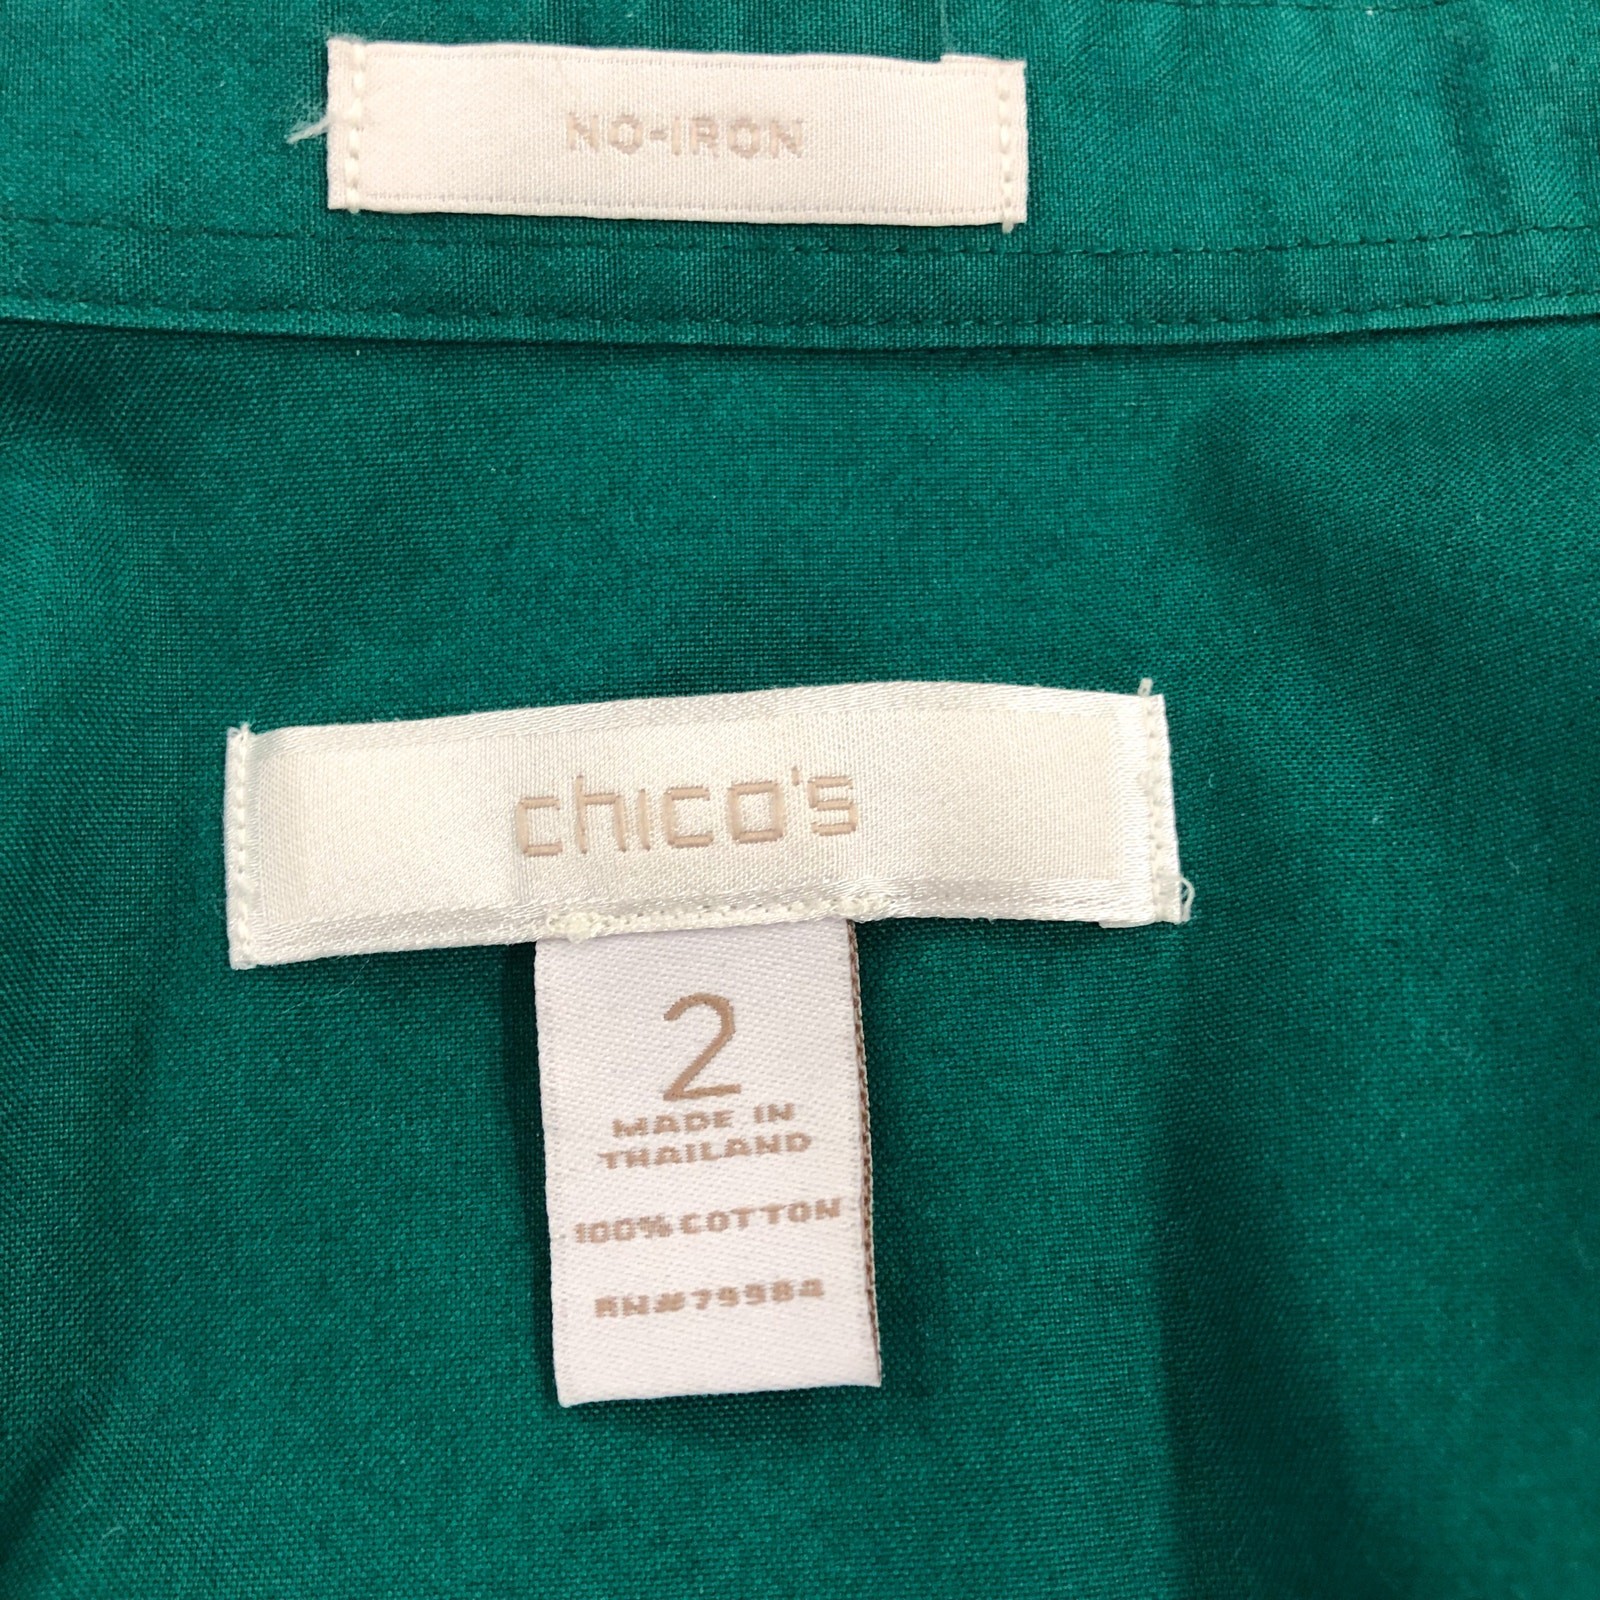 NO-IRON
chico's
2
MADE IN
THAILAND
100% COTTON
RN#79984